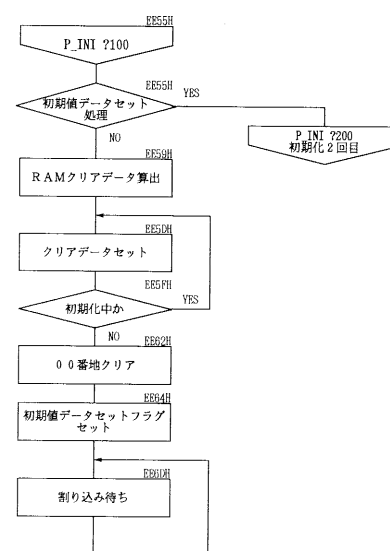 EE55H
P_INI ?100
EE55H
初期値データセット
処理
YES
P_INI ?200
初期化2回目
NO
EE59H
RAMクリアデータ算出
EE5DH
クリアデータセット
EE5FH
初期化中か
YES
NO
EE62H
00番地クリア
EE64H
初期値データセットフラグ
セット
EE6DH
割り込み待ち